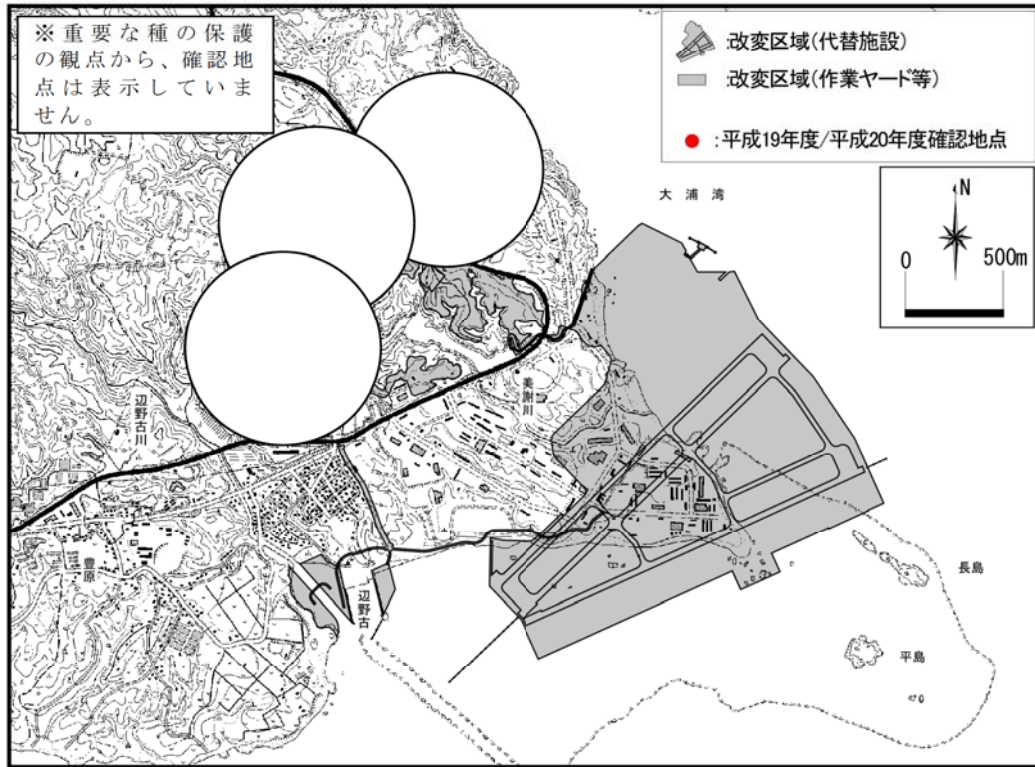 ※重要な種の保護
の観点から、確認地
点は表示していま
せん。
:改変区域(代替施設)
:改変区域(作業ヤード等)
:平成19年度/平成20年度確認地点
大浦湾
N
0 500m
辺野古川
美謝川
豊原
辺野古
長島
平島